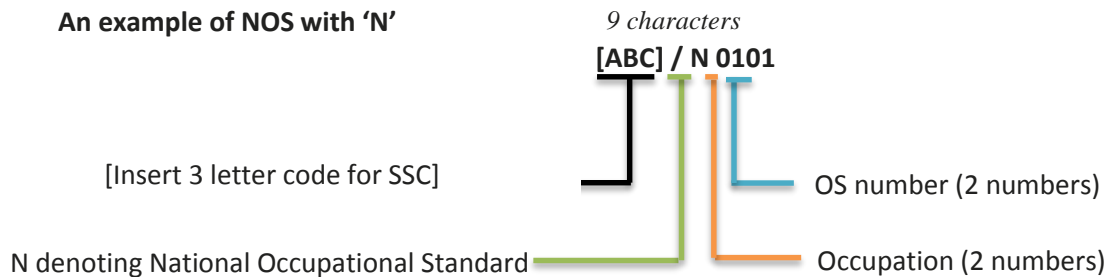 An example of NOS with ‘N’
9 characters
[ABC] / N 0101
[Insert 3 letter code for SSC]
OS number (2 numbers)
N denoting National Occupational Standard
Occupation (2 numbers)